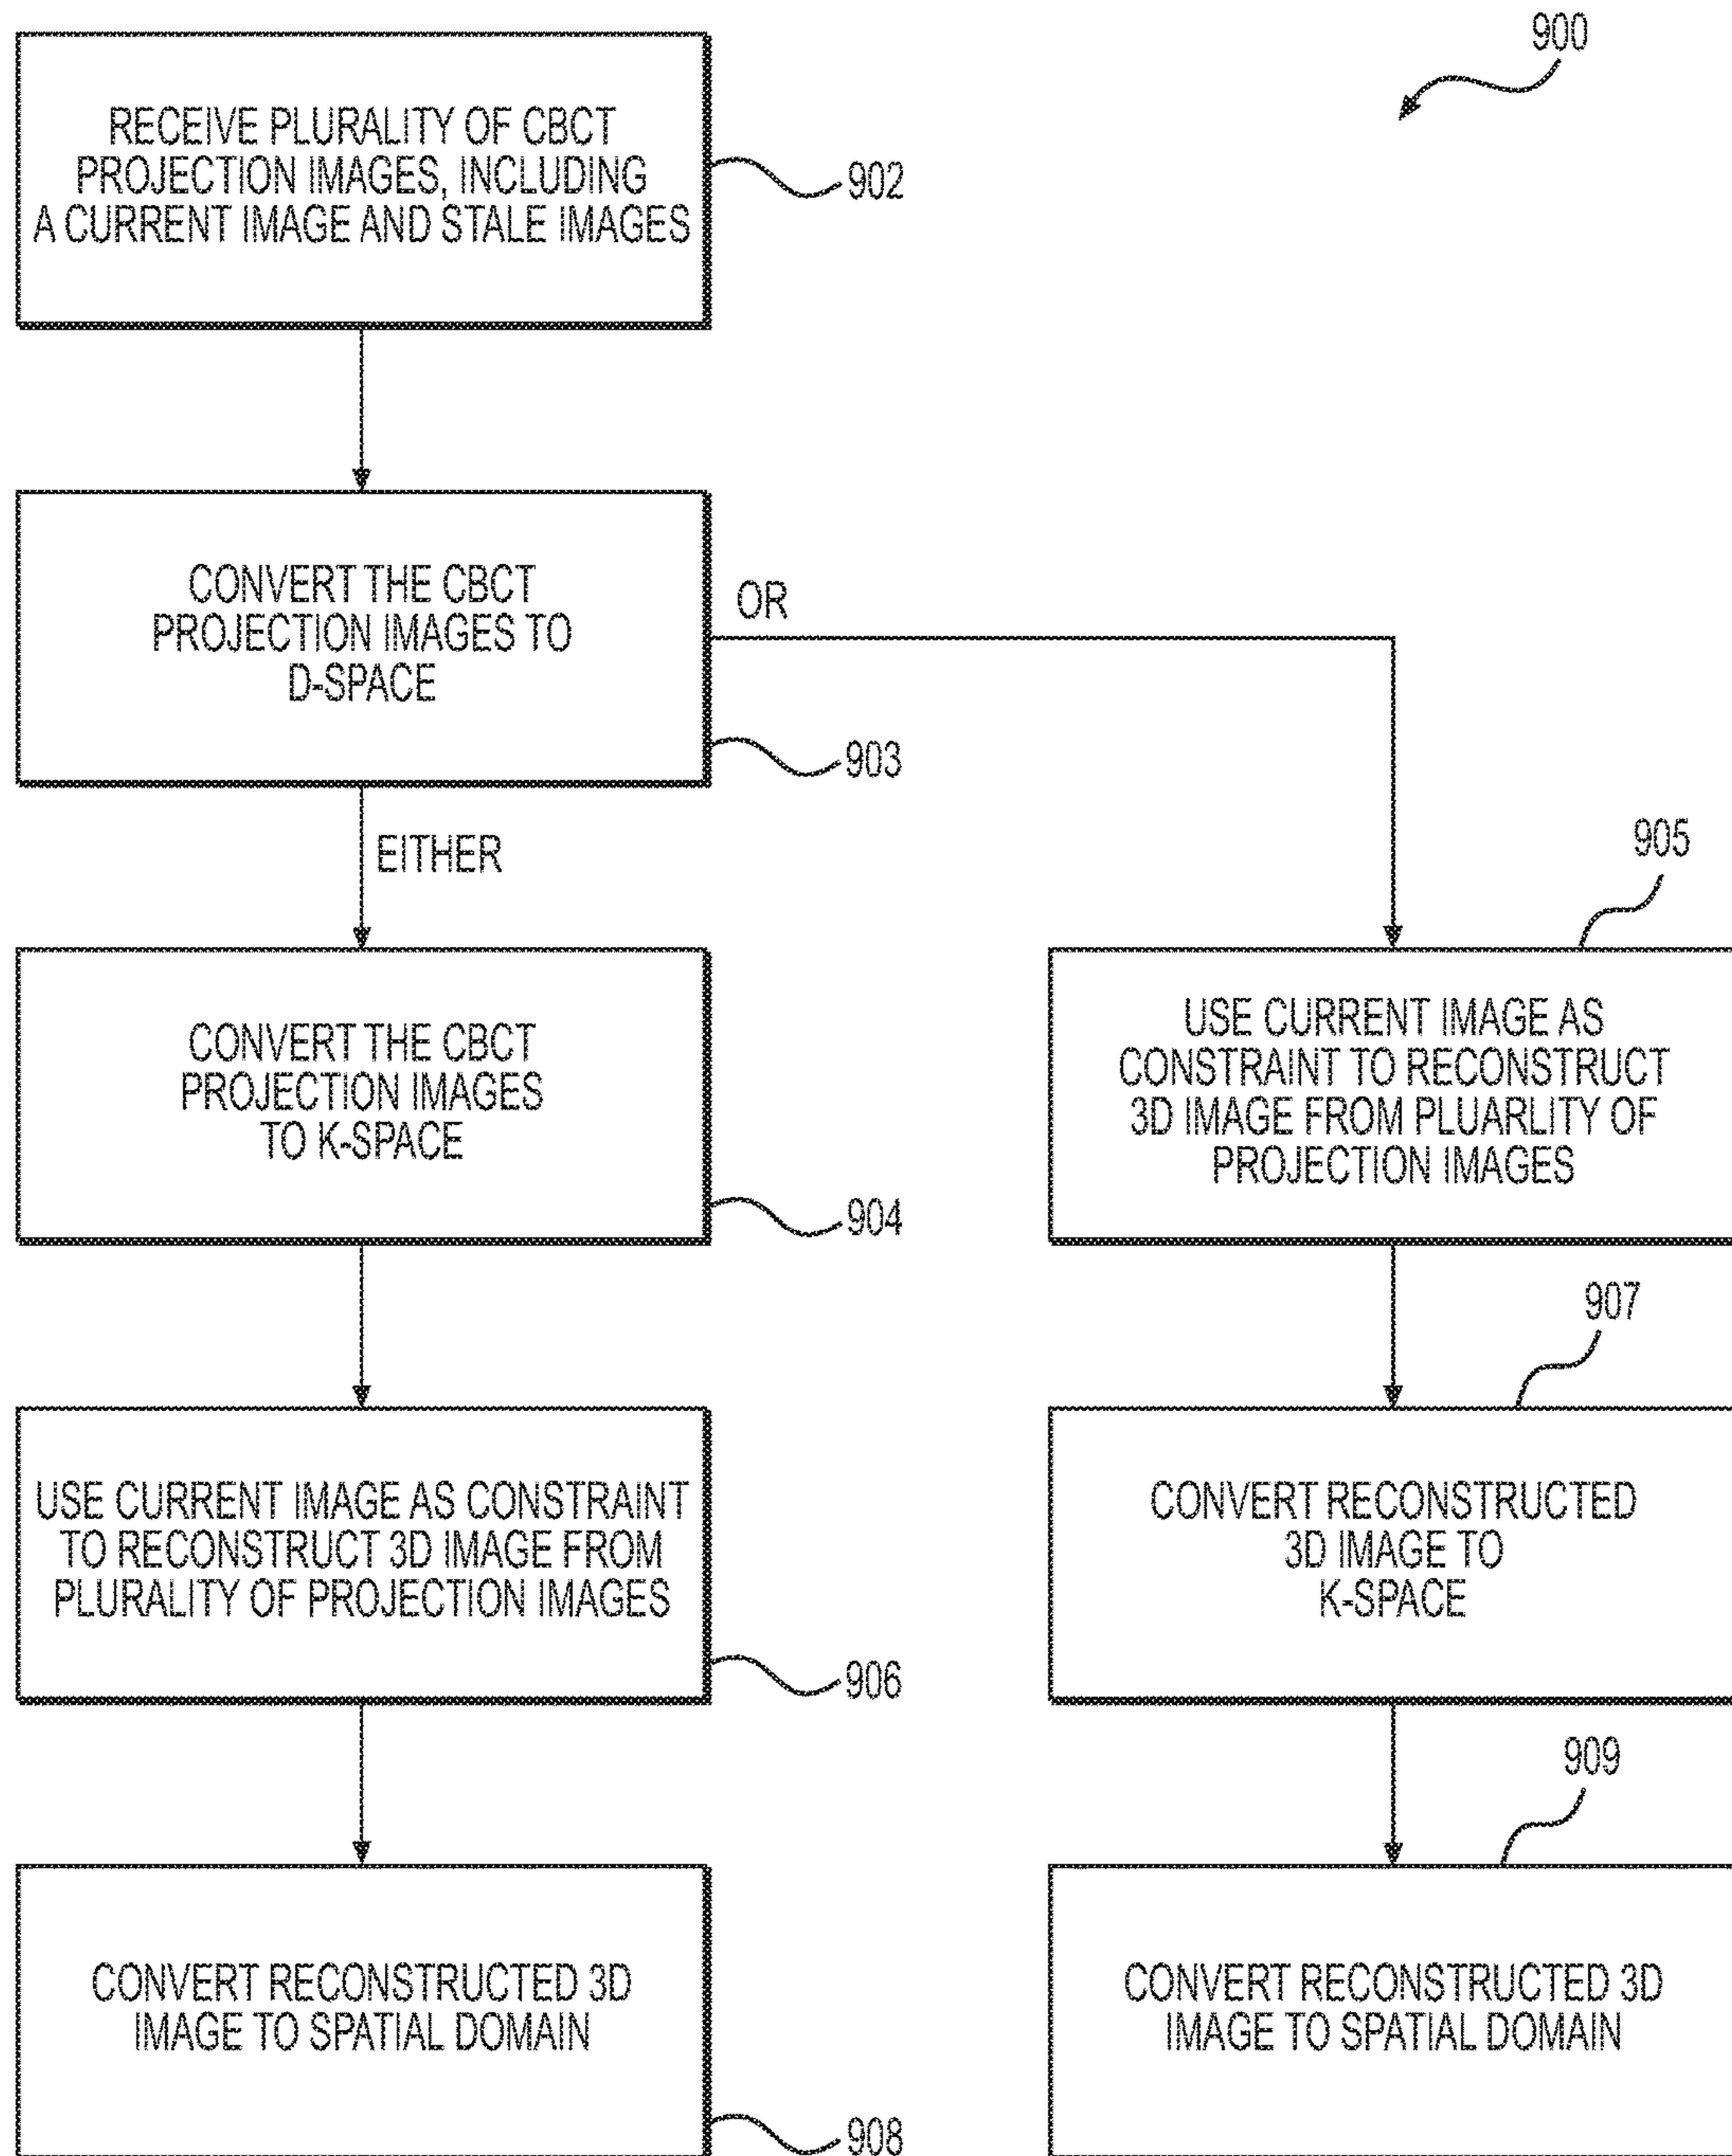 900
RECEIVE PLURALITY OF CBCT
PROJECTION IMAGES, INCLUDING
A CURRENT IMAGE AND STALE IMAGES
902
CONVERT THE CBCT
PROJECTION IMAGES TO
D-SPACE
903
OR
EITHER
CONVERT THE CBCT
PROJECTION IMAGES
TO K-SPACE
904
905
USE CURRENT IMAGE AS
CONSTRAINT TO RECONSTRUCT
3D IMAGE FROM PLUARLITY OF
PROJECTION IMAGES
USE CURRENT IMAGE AS CONSTRAINT
TO RECONSTRUCT 3D IMAGE FROM
PLURALITY OF PROJECTION IMAGES
906
907
CONVERT RECONSTRUCTED
3D IMAGE TO
K-SPACE
CONVERT RECONSTRUCTED 3D
IMAGE TO SPATIAL DOMAIN
908
909
CONVERT RECONSTRUCTED 3D
IMAGE TO SPATIAL DOMAIN